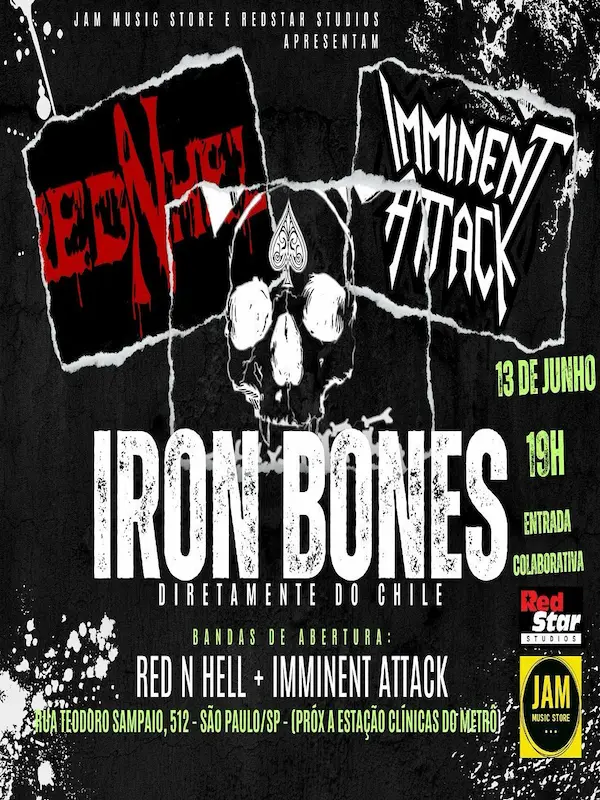 JAM MUSIC STORE E REDSTAR STUDIOS
APRESENTAM
REDNHELL
IMMINENT
ATTACK
13 DE JUNHO
19H
ENTRADA
COLABORATIVA
IRON BONES
DIRETAMENTE DO CHILE
BANDAS DE ABERTURA:
RED N HELL + IMMINENT ATTACK
RUA TEODORO SAMPAIO, 512 - SÃO PAULO/SP - (PRÓX A ESTAÇÃO CLÍNICAS DO METRÔ)
Red
Star
STUDIOS
JAM
MUSIC STORE